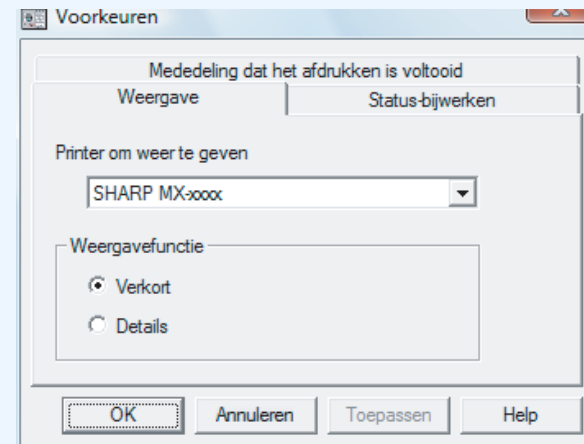 Voorkeuren
Mededeling dat het afdrukken is voltooid
Weergave Status-bijwerken
Printer om weer te geven
SHARP MX-xxxx
Weergavefunctie
Verkort
Details
OK Annuleren Toepassen Help